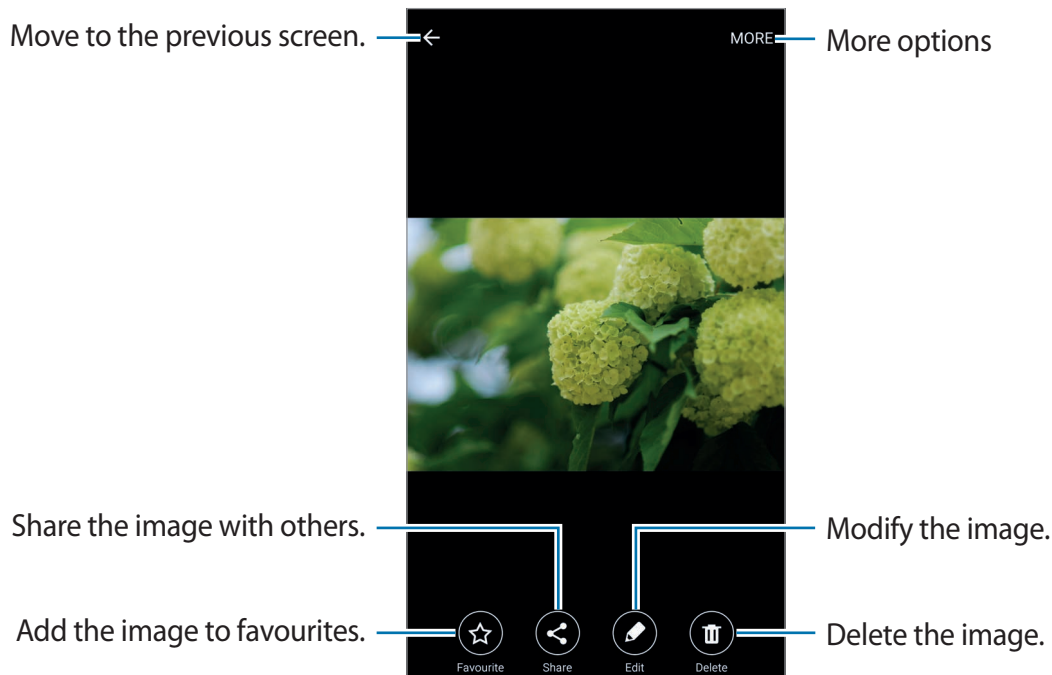 Move to the previous screen.
MORE
More options
Share the image with others.
Modify the image.
Add the image to favourites.
Delete the image.
Favourite
Share
Edit
Delete